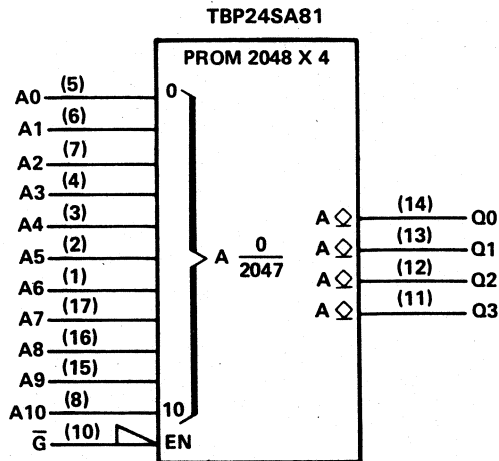 TBP24SA81
PROM 2048 X 4
A0 (5) 0
A1 (6)
A2 (7)
A3 (4)
A4 (3)
A5 (2)
A6 (1)
A7 (17)
A8 (16)
A9 (15)
A10 (8) 10
G̅ (10) EN
A 0/2047
A (14) Q0
A (13) Q1
A (12) Q2
A (11) Q3